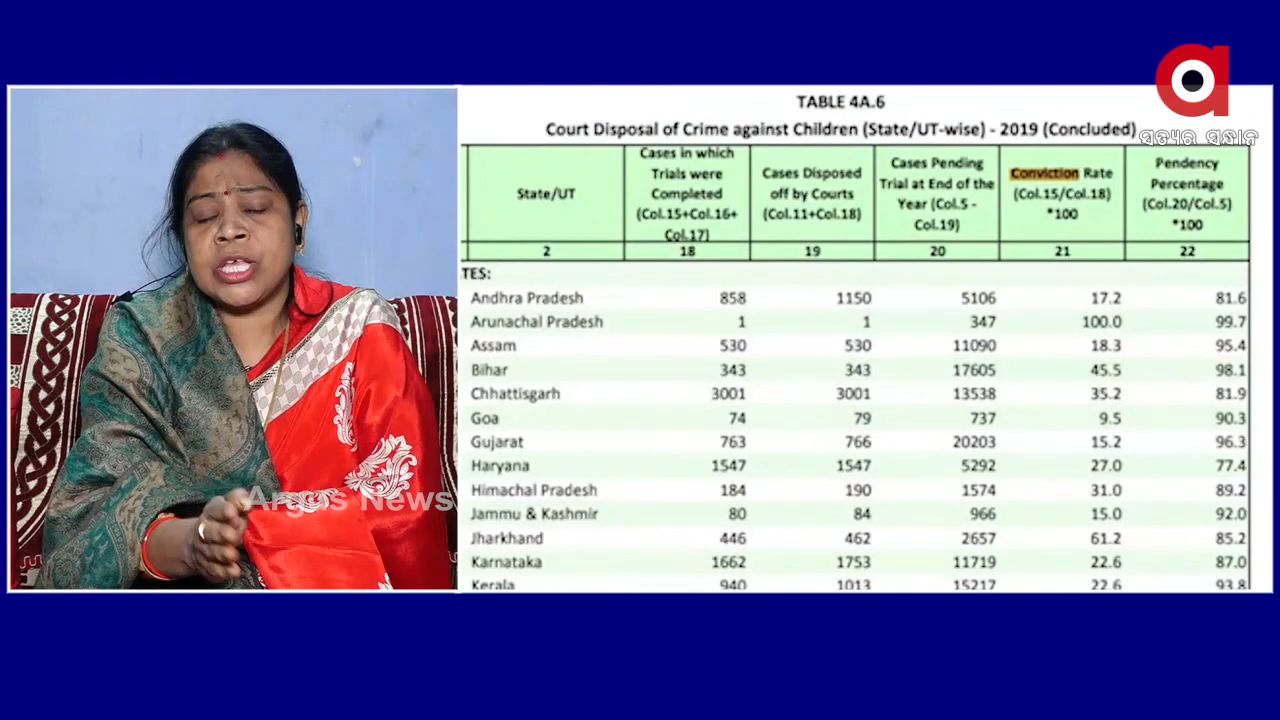 ସତ୍ୟର ସନ୍ଧାନ
Argus News
TABLE 4A.6
Court Disposal of Crime against Children (State/UT-wise) - 2019 (Concluded)
State/UT
Cases in which
Trials were
Completed
(Col.15+Col.16+
Col.17)
Cases Disposed
off by Courts
(Col.11+Col.18)
Cases Pending
Trial at End of the
Year (Col.5 -
Col.19)
Conviction Rate
(Col.15/Col.18)
*100
Pendency
Percentage
(Col.20/Col.5)
*100
2 18 19 20 21 22
TES:
Andhra Pradesh 858 1150 5106 17.2 81.6
Arunachal Pradesh 1 1 347 100.0 99.7
Assam 530 530 11090 18.3 95.4
Bihar 343 343 17605 45.5 98.1
Chhattisgarh 3001 3001 13538 35.2 81.9
Goa 74 79 737 9.5 90.3
Gujarat 763 766 20203 15.2 96.3
Haryana 1547 1547 5292 27.0 77.4
Himachal Pradesh 184 190 1574 31.0 89.2
Jammu & Kashmir 80 84 966 15.0 92.0
Jharkhand 446 462 2657 61.2 85.2
Karnataka 1662 1753 11719 22.6 87.0
Kerala 940 1013 15217 22.6 93.8